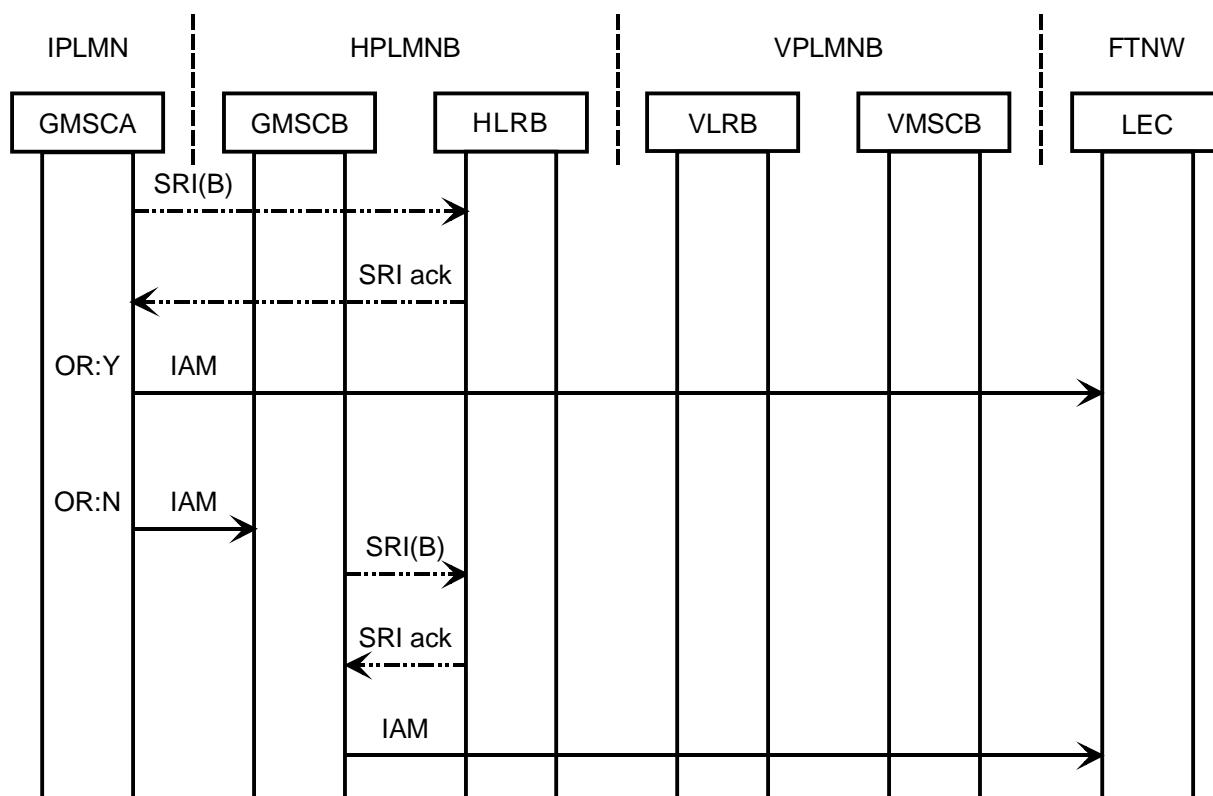 IPLMN HPLMNB VPLMNB FTNW
GMSCA GMSCB HLRB VLRB VMSCB LEC
SRI(B)
SRI ack
OR:Y IAM
OR:N IAM
SRI(B)
SRI ack
IAM